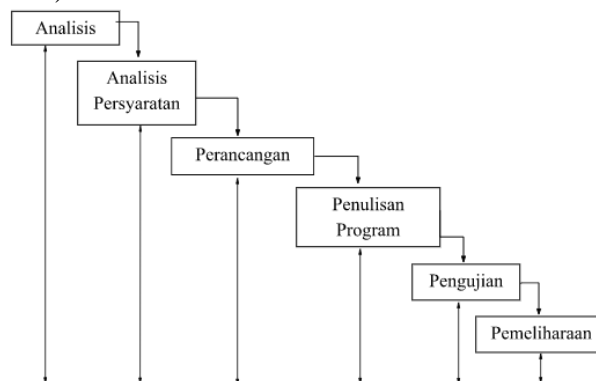 Analisis
Analisis
Persyaratan
Perancangan
Penulisan
Program
Pengujian
Pemeliharaan